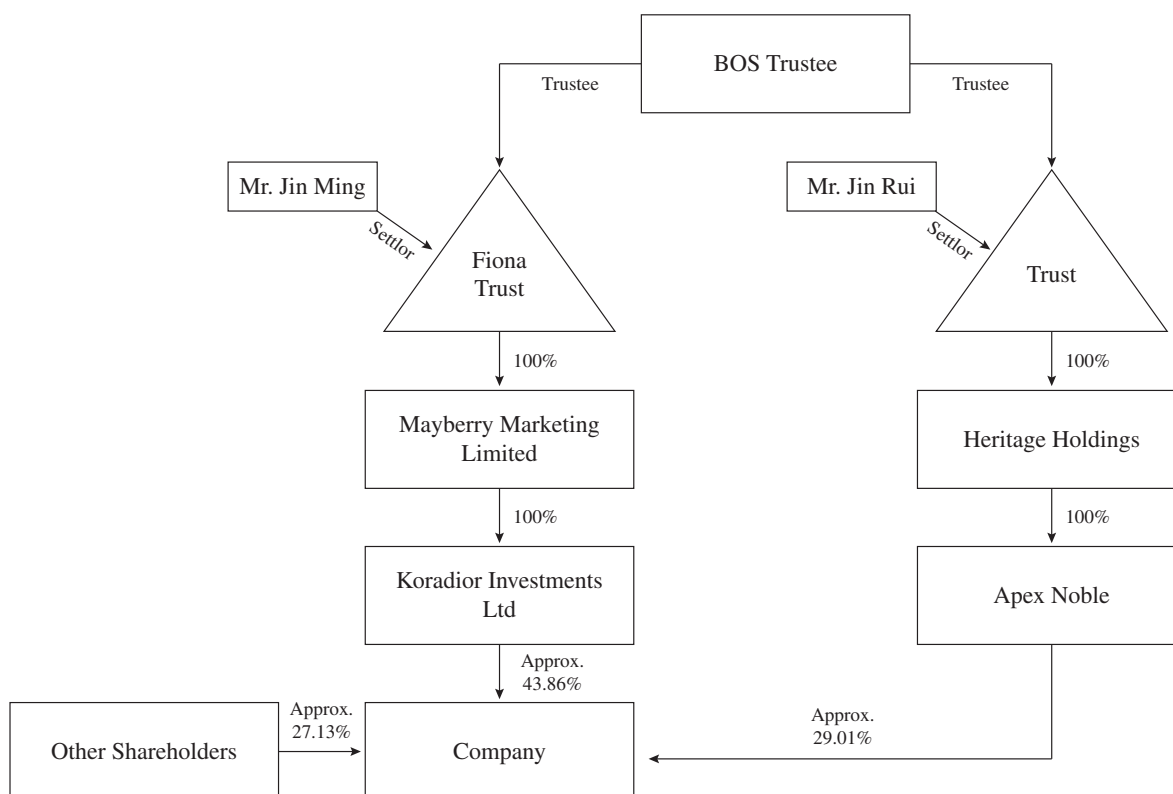 BOS Trustee
Trustee
Trustee
Mr. Jin Ming
Mr. Jin Rui
Settlor
Settlor
Fiona
Trust
Trust
100%
100%
Mayberry Marketing
Limited
Heritage Holdings
100%
100%
Koradior Investments
Ltd
Apex Noble
Approx.
43.86%
Approx.
27.13%
Approx.
29.01%
Other Shareholders
Company